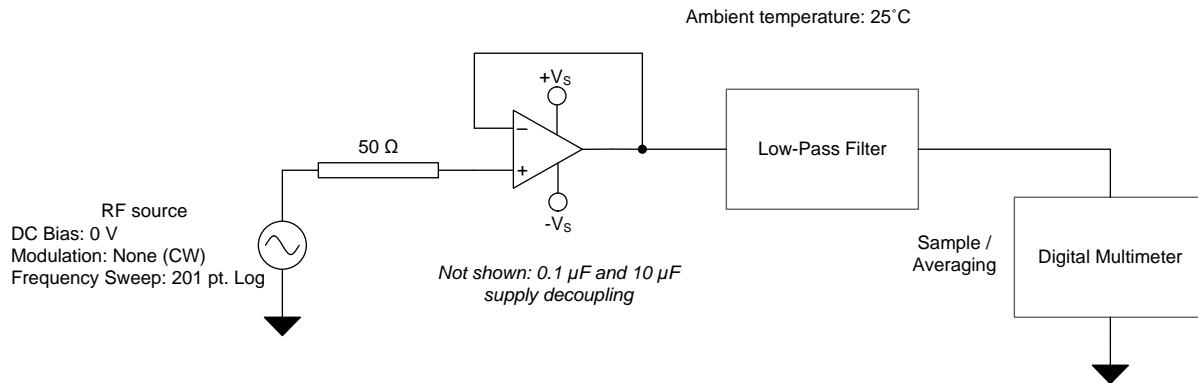 Ambient temperature: 25˚C
+VS
−
50 Ω
+
Low-Pass Filter
-VS
RF source
DC Bias: 0 V
Modulation: None (CW)
Frequency Sweep: 201 pt. Log
Not shown: 0.1 µF and 10 µF
supply decoupling
Sample /
Averaging
Digital Multimeter